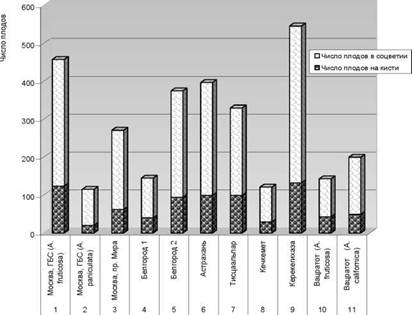 Число плодов
600
500
400
300
200
100
0
Число плодов в соцветии
Число плодов на кисти
Москва, ГБС (A. fruticosa)
Москва, ГБС (A. paniculata)
Москва, пр. Мира
Белгород 1
Белгород 2
Астрахань
Тисцаальпар
Кечкемет
Керекегихаза
Вацратот (A. fruticosa)
Вацратот (A. californica)
1 2 3 4 5 6 7 8 9 10 11